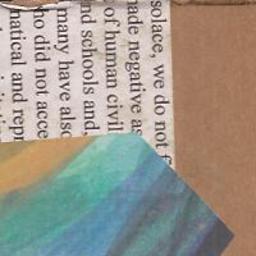 solace, we do not
ade negative as
of human civil
nd schools and,
many have also
ho did not acce
natical and repr